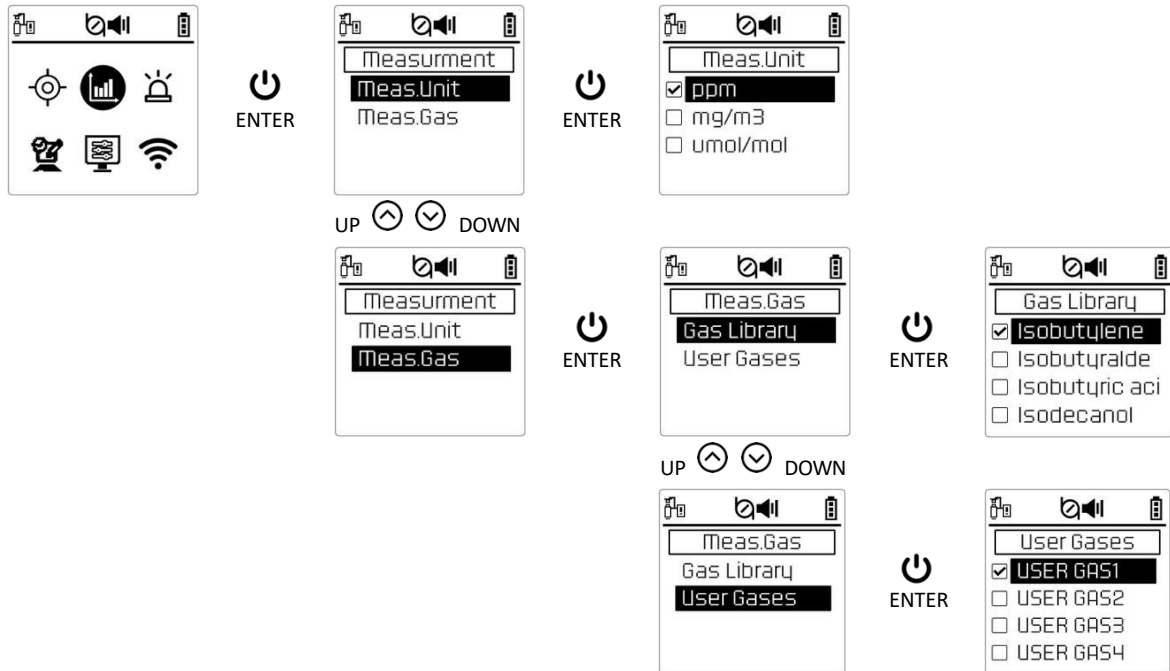 Measurment
Meas.Unit
Meas.Gas
ENTER
ENTER
Meas.Unit
ppm
mg/m3
umol/mol
UP DOWN
Measurment
Meas.Unit
Meas.Gas
ENTER
Meas.Gas
Gas Library
User Gases
ENTER
Gas Library
Isobutylene
Isobutyralde
Isobutyric aci
Isodecanol
UP DOWN
Meas.Gas
Gas Library
User Gases
ENTER
User Gases
USER GAS1
USER GAS2
USER GAS3
USER GAS4